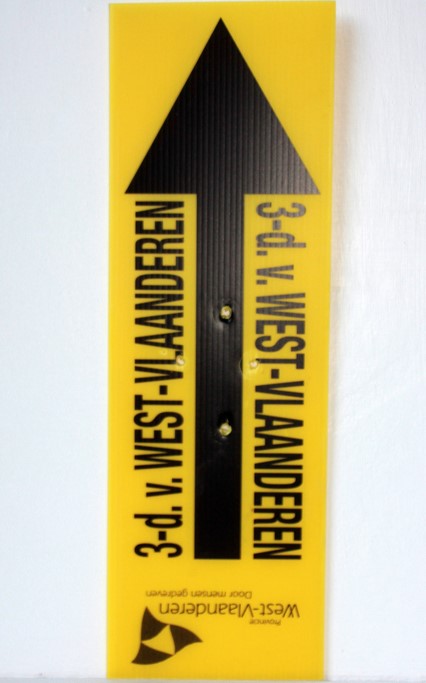 3-d. v. WEST-VLAANDEREN
3-d. v. WEST-VLAANDEREN
Provincie
West-Vlaanderen
Door mensen gedreven